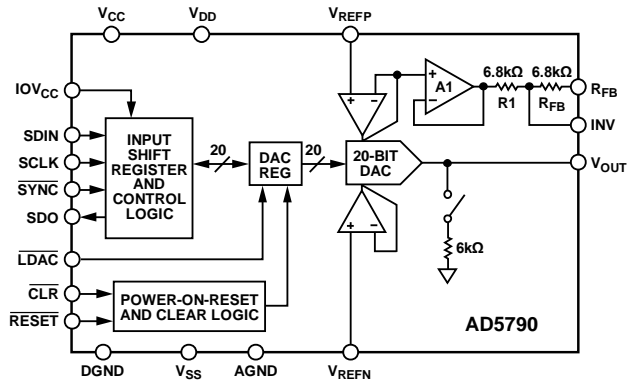 VCC
VDD
VREFP
IOVCC
SDIN
SCLK
SYNC
SDO
LDAC
CLR
RESET
INPUT
SHIFT
REGISTER
AND
CONTROL
LOGIC
20
DAC
REG
20
20-BIT
DAC
A1
6.8kΩ
R1
6.8kΩ
RFB
RFB
INV
VOUT
6kΩ
POWER-ON-RESET
AND CLEAR LOGIC
AD5790
DGND
VSS
AGND
VREFN